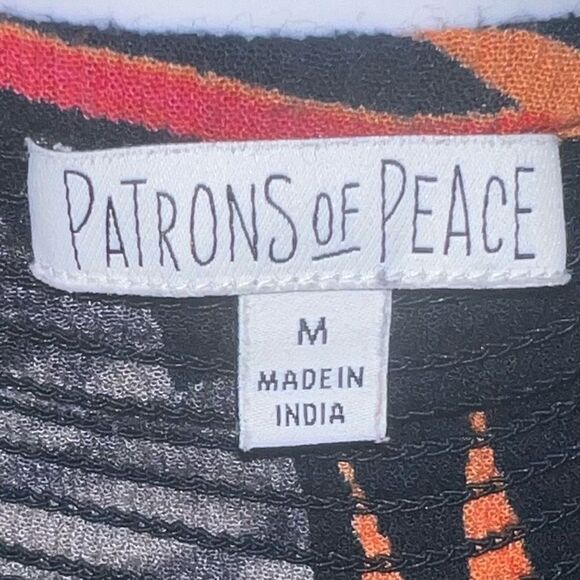 PATRONS OF PEACE
M
MADE IN
INDIA